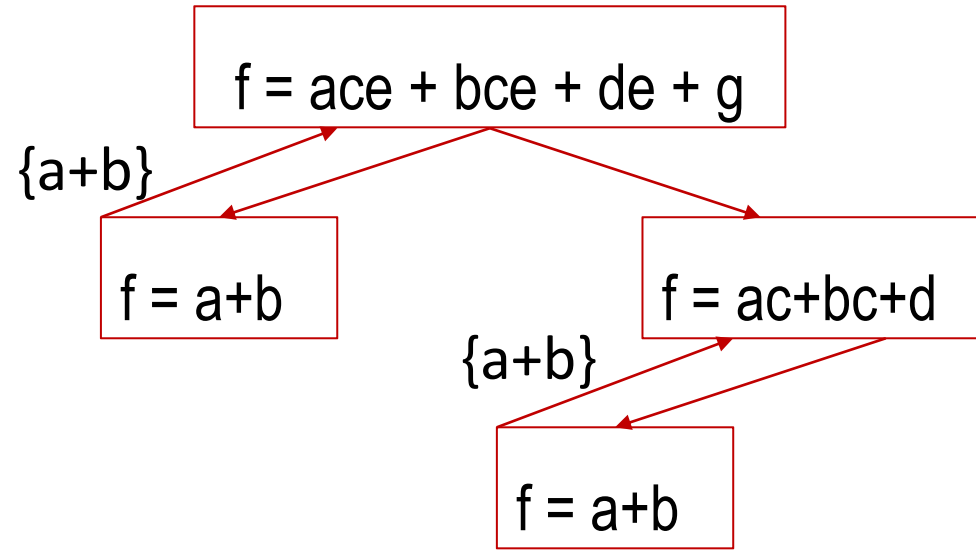 f = ace + bce + de + g
{a+b}
f = a+b
f = ac+bc+d
{a+b}
f = a+b